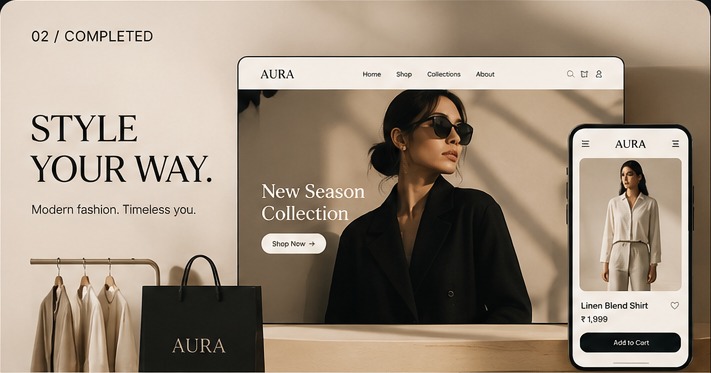 02 / COMPLETED
STYLE
YOUR WAY.
Modern fashion. Timeless you.
AURA
AURA
Home Shop Collections About
New Season
Collection
Shop Now →
AURA
Linen Blend Shirt
₹ 1,999
Add to Cart